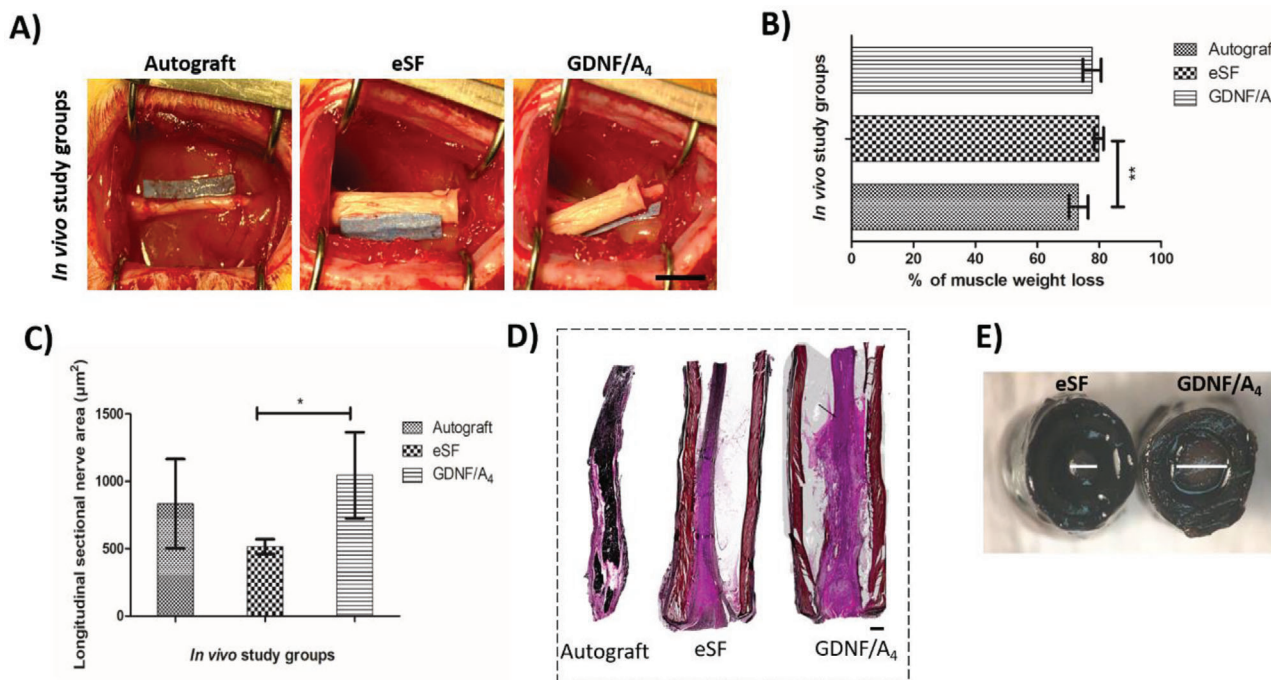 A)
Autograft
eSF
GDNF/A₄
In vivo study groups
B)
In vivo study groups
Autograft
eSF
GDNF/A
**
0
20
40
60
80
100
% of muscle weight loss
C)
Longitudinal sectional nerve area (µm²)
1500
1000
500
0
*
Autograft
eSF
GDNF/A₄
In vivo study groups
D)
Autograft
eSF
GDNF/A₄
E)
eSF
GDNF/A₄